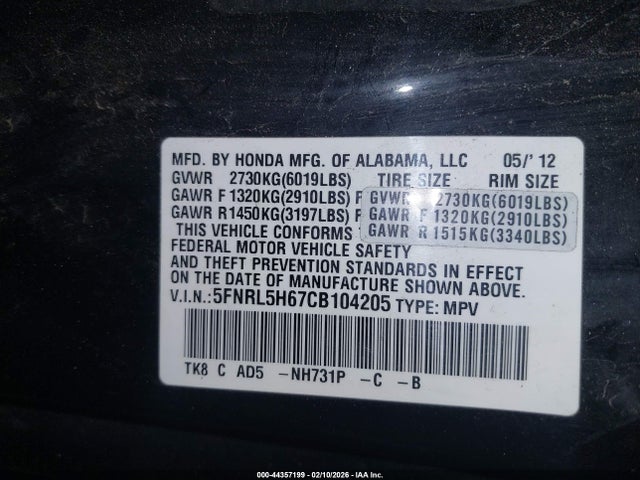 MFD. BY HONDA MFG. OF ALABAMA, LLC 05/'12
GVWR 2730KG(6019LBS) TIRE SIZE RIM SIZE
GAWR F 1320KG(2910LBS) F GVWR 2730KG(6019LBS)
GAWR R1450KG(3197LBS) GAWR F 1320KG(2910LBS)
THIS VEHICLE CONFORMS GAWR R1515KG(3340LBS)
FEDERAL MOTOR VEHICLE SAFETY
AND THEFT PREVENTION STANDARDS IN EFFECT
ON THE DATE OF MANUFACTURE SHOWN ABOVE.
V.I.N.:5FNRL5H67CB104205 TYPE: MPV
TK8 C AD5 -NH731P -C -B
000-44357199 - 02/10/2026 - IAA Inc.